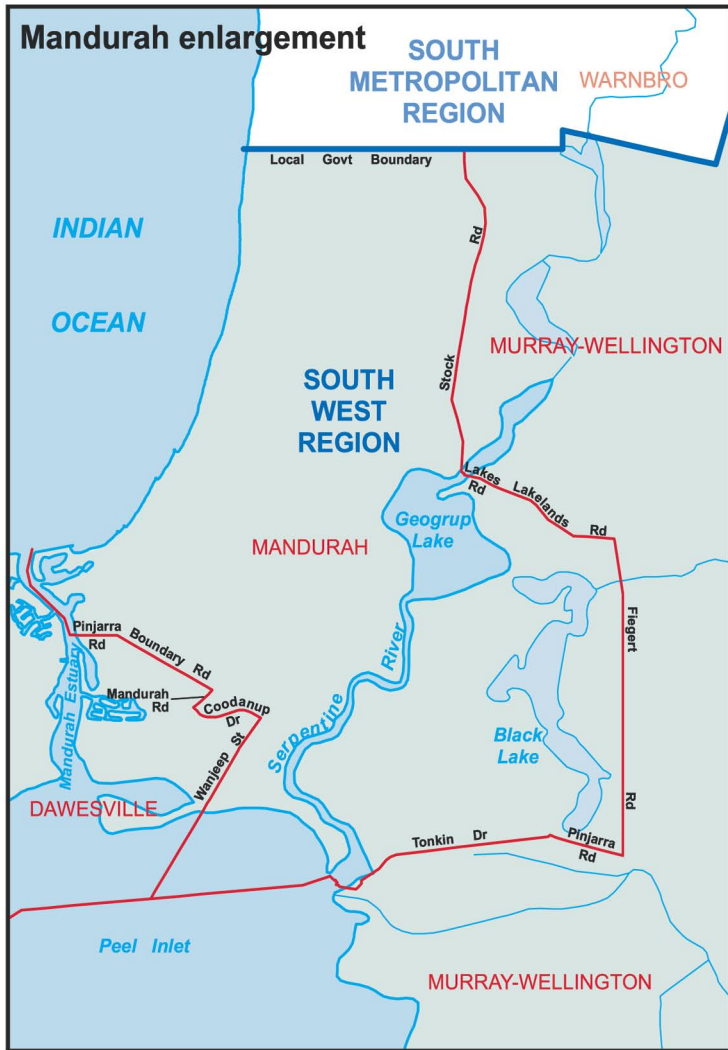 Mandurah enlargement
SOUTH
METROPOLITAN
REGION
WARNBRO
Local Govt Boundary
INDIAN
OCEAN
Rd
Stock
MURRAY-WELLINGTON
SOUTH
WEST
REGION
Lakes
Rd
Lakelands Rd
Geogrup
Lake
MANDURAH
Fiegert
Rd
Pinjarra
Rd
Boundary Rd
Mandurah
Rd
Coodanup
Dr
Wanjeep St
Mandurah Estuary
Serpentine River
Black
Lake
DAWESVILLE
Tonkin Dr
Pinjarra
Rd
Peel Inlet
MURRAY-WELLINGTON